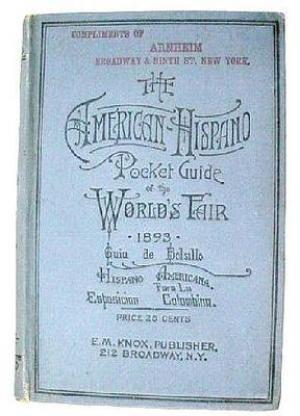 COMPLIMENTS OF
ARNHEIM
BROADWAY & NINTH ST. NEW YORK.
THE
AMERICAN-HISPANO
Pocket Guide
of the
WORLD'S FAIR
- 1893 -
Guia de Bolsillo
HISPANO AMERICANA
Para La
Exposicion Colombina.
PRICE 25 CENTS
E.M. KNOX, PUBLISHER,
212 BROADWAY, N.Y.